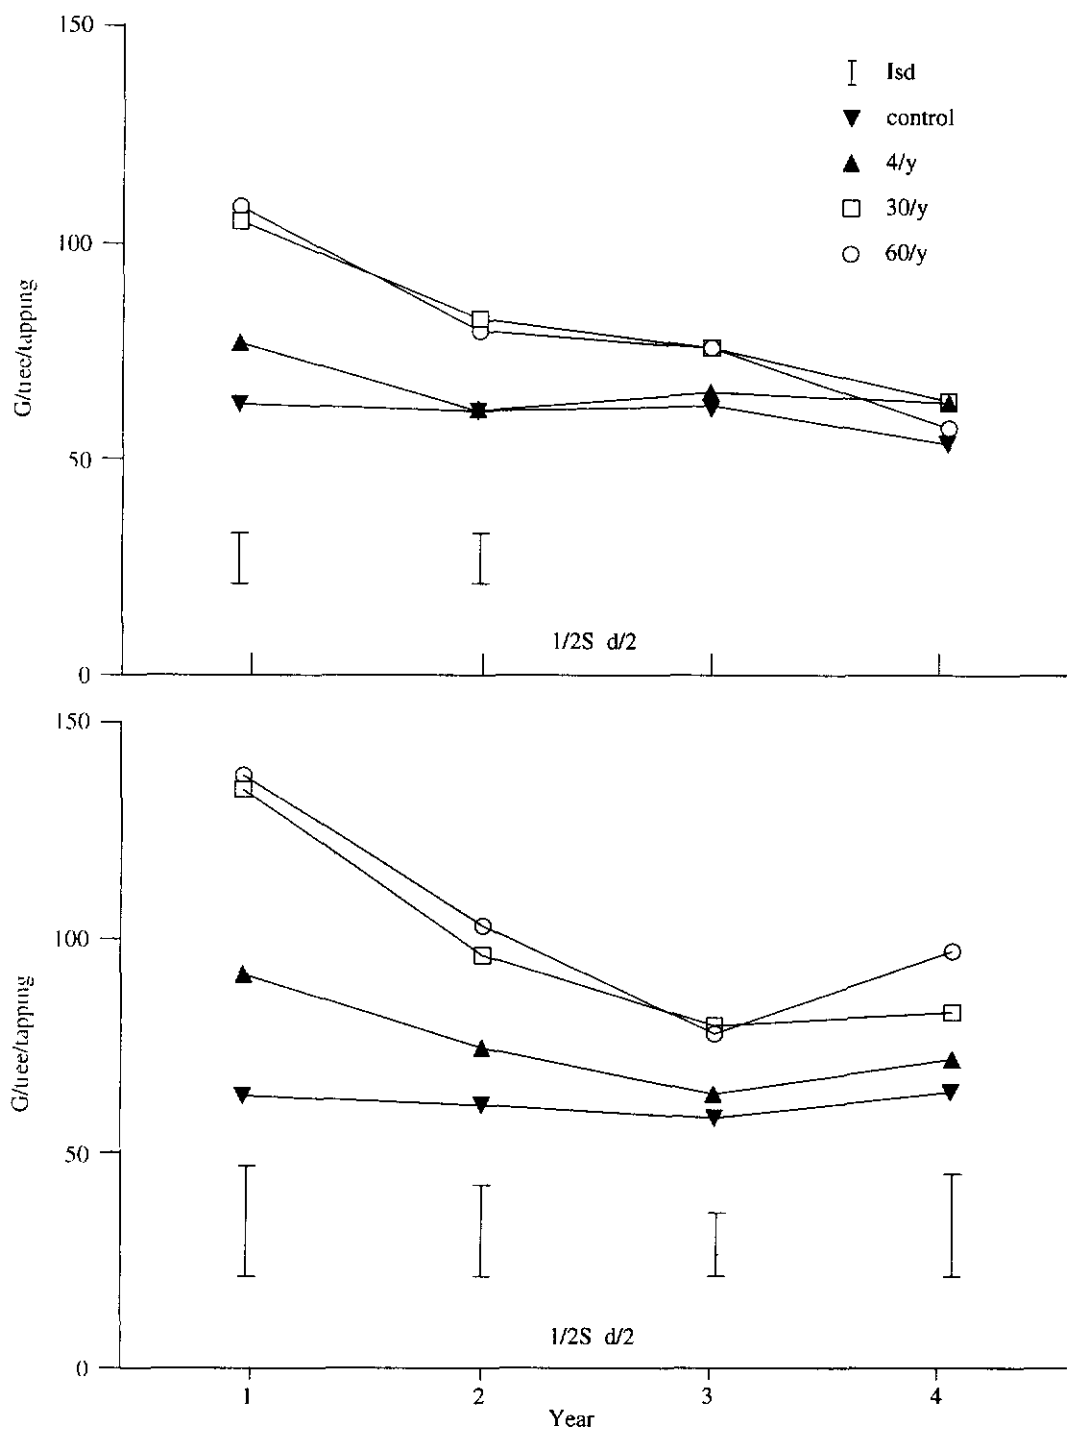 150
Isd
control
4/y
30/y
60/y
100
G/tree/tapping
50
1/2S d/2
0
150
100
G/tree/tapping
50
1/2S d/2
0
1 2 3 4
Year